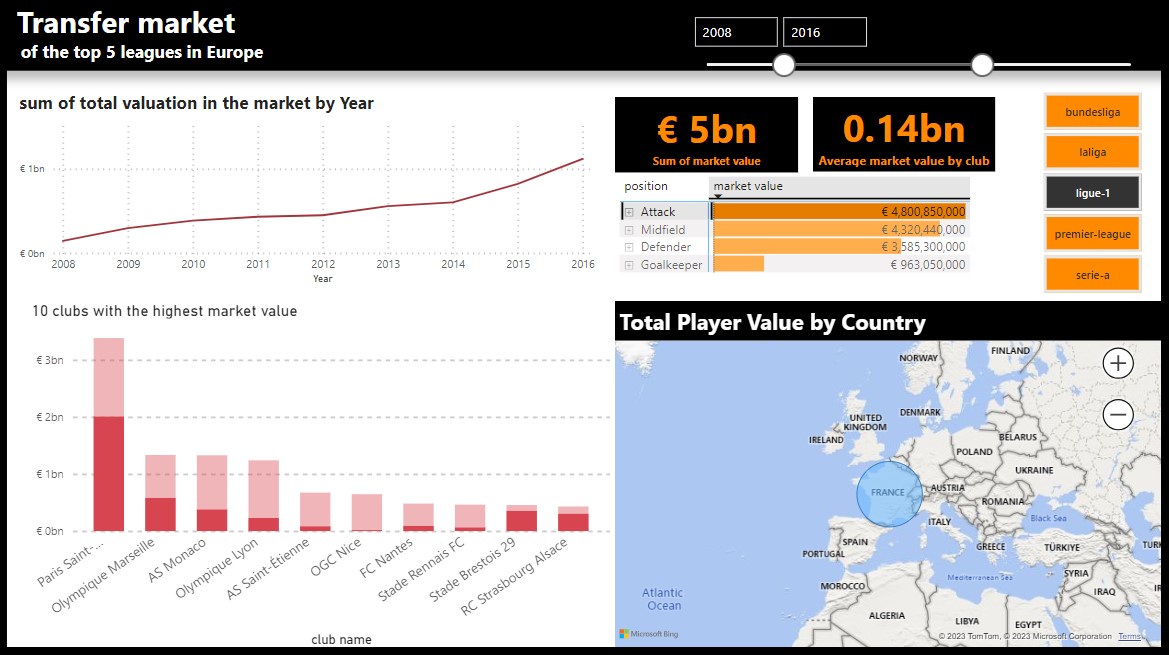 Transfer market
of the top 5 leagues in Europe
2008 2016
sum of total valuation in the market by Year
€ 1bn
€ 0bn
2008 2009 2010 2011 2012 2013 2014 2015 2016
Year
€ 5bn
Sum of market value
0.14bn
Average market value by club
position market value
Attack € 4,800,850,000
Midfield € 4,320,440,000
Defender € 3,585,300,000
Goalkeeper € 963,050,000
bundesliga
laliga
ligue-1
premier-league
serie-a
10 clubs with the highest market value
€ 3bn
€ 2bn
€ 1bn
€ 0bn
Paris Saint-...
Olympique Marseille
AS Monaco
Olympique Lyon
AS Saint-Étienne
OGC Nice
FC Nantes
Stade Rennais FC
Stade Brestois 29
RC Strasbourg Alsace
club name
Total Player Value by Country
NORWAY
FINLAND
UNITED
KINGDOM
DENMARK
IRELAND
BELARUS
POLAND
UKRAINE
FRANCE
AUSTRIA
ROMANIA
ITALY
Black Sea
SPAIN
PORTUGAL
GREECE
TÜRKIYE
Mediterranean Sea
SYRIA
MOROCCO
IRAQ
Atlantic
Ocean
ALGERIA
LIBYA
EGYPT
Microsoft Bing
© 2023 TomTom, © 2023 Microsoft Corporation Terms